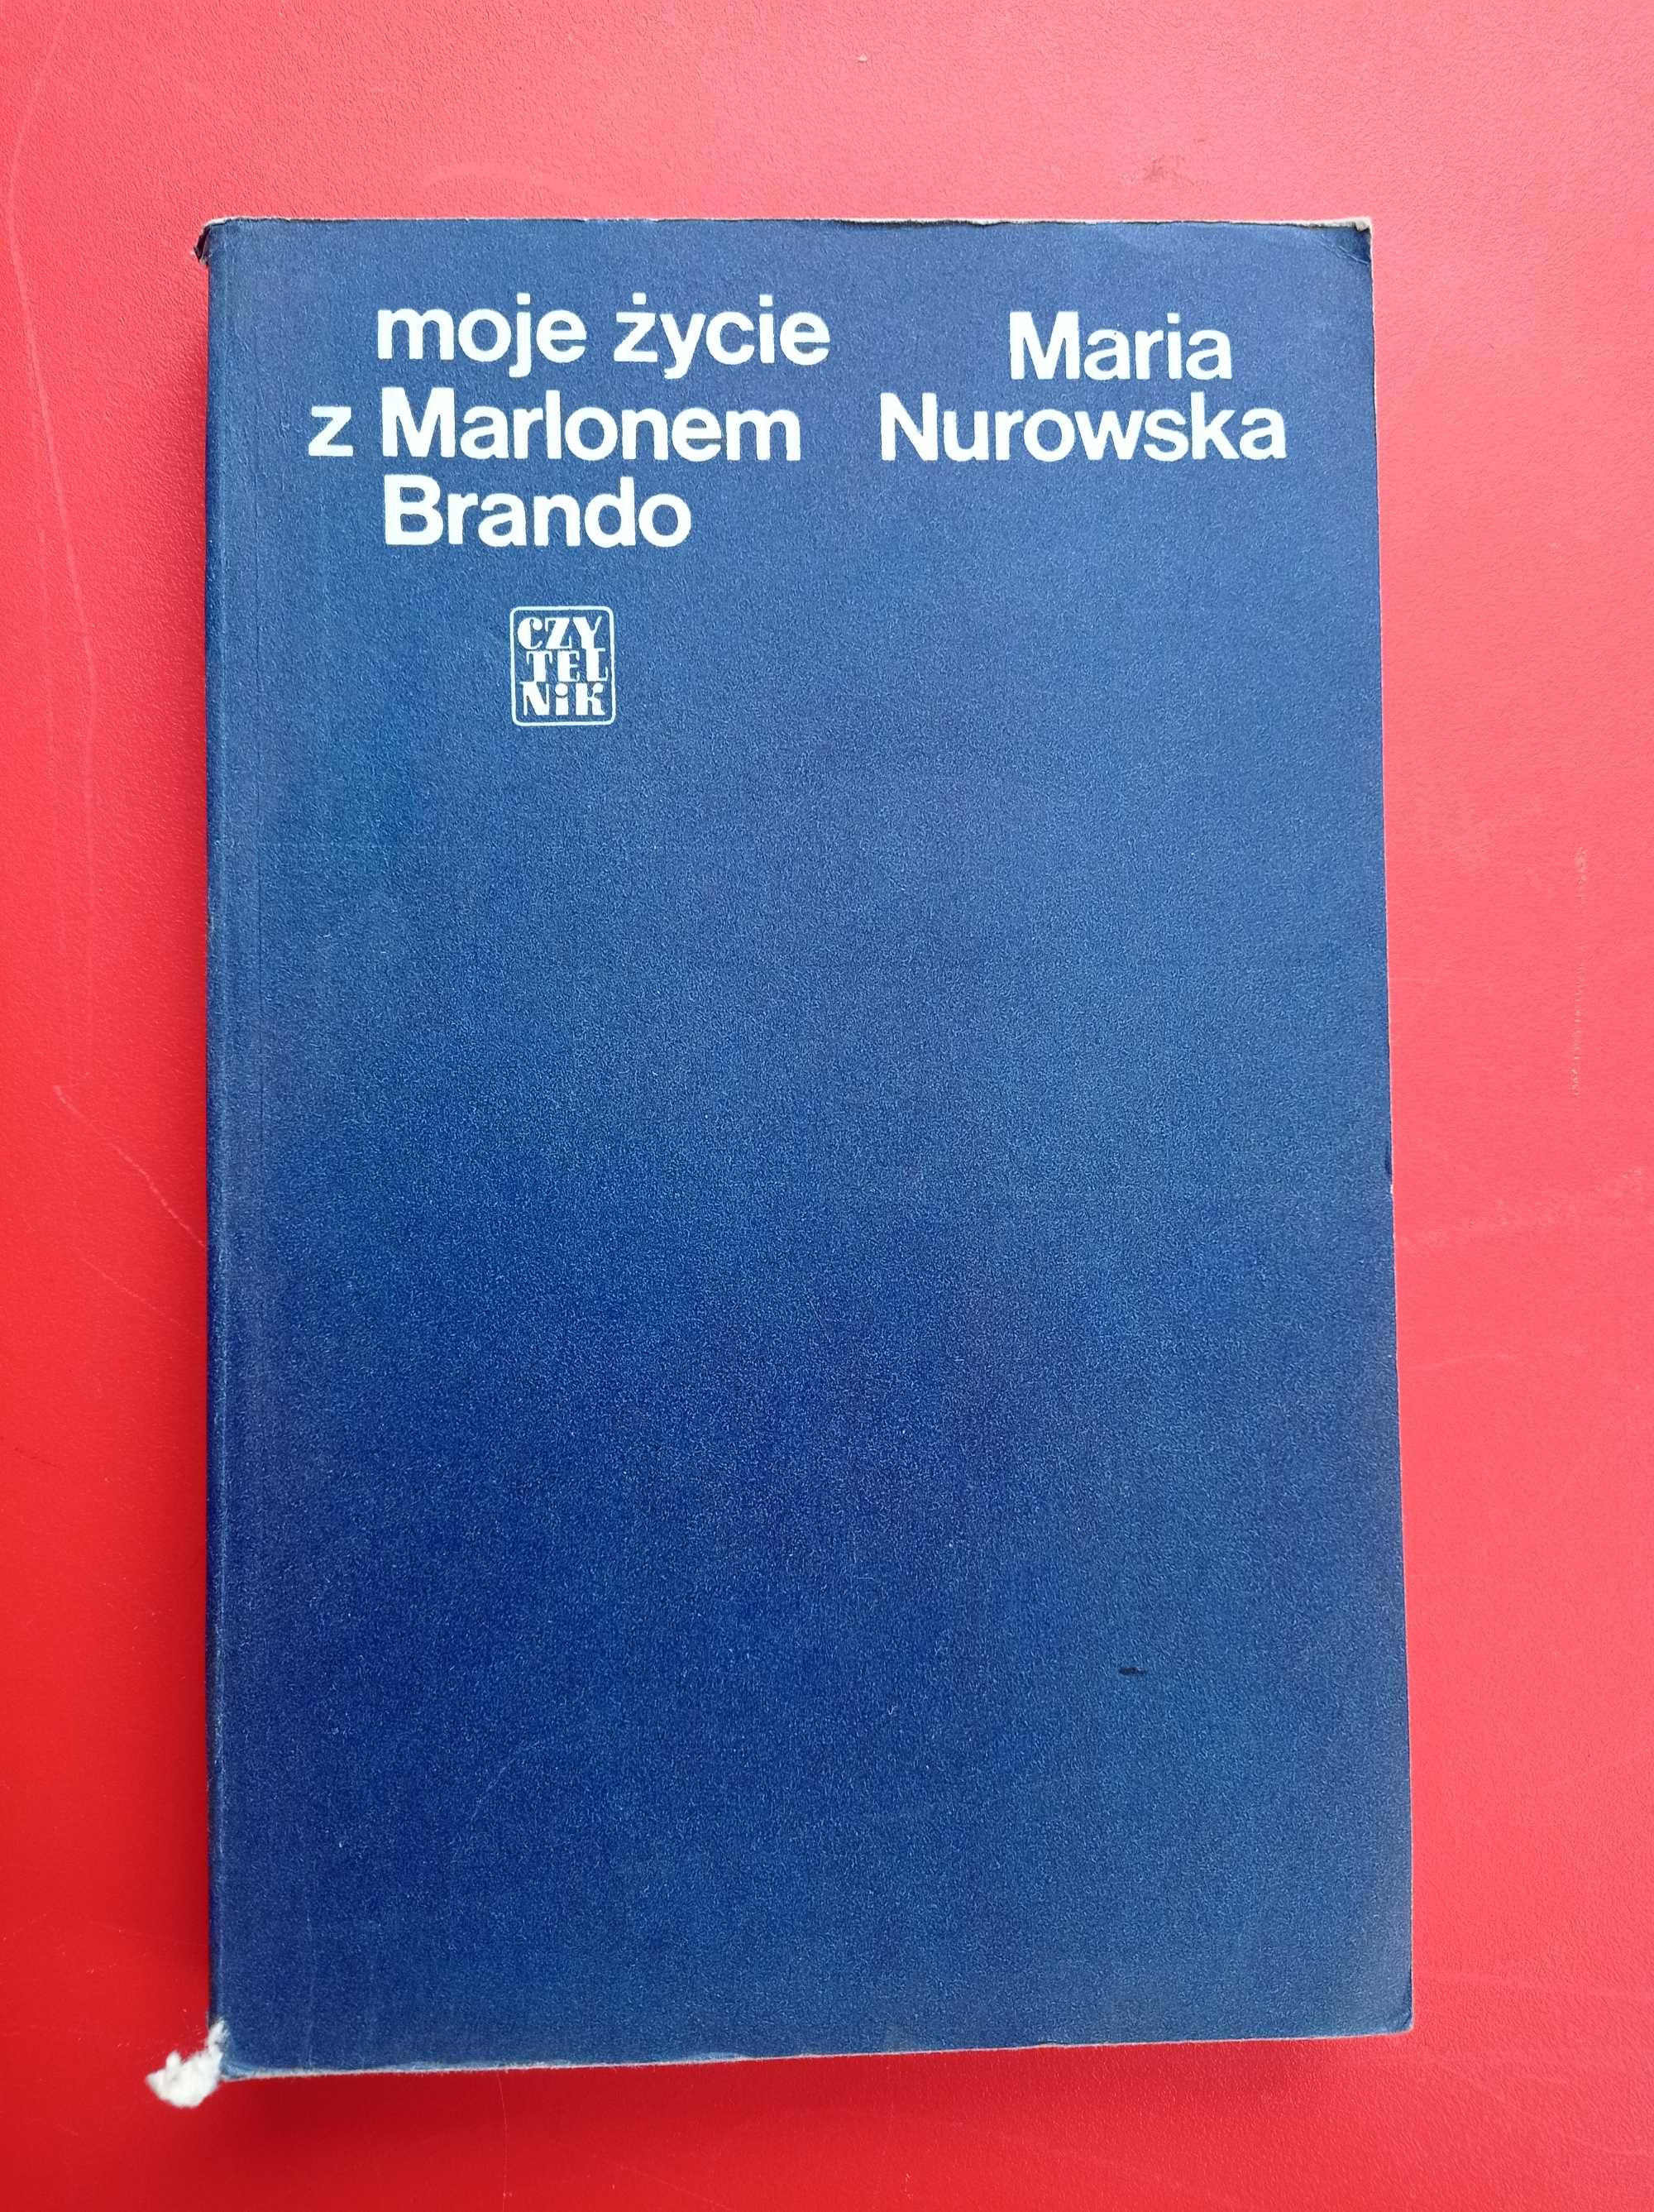 moje życie
z Marlonem
Brando
Maria
Nurowska
CZY
TEL
NiK